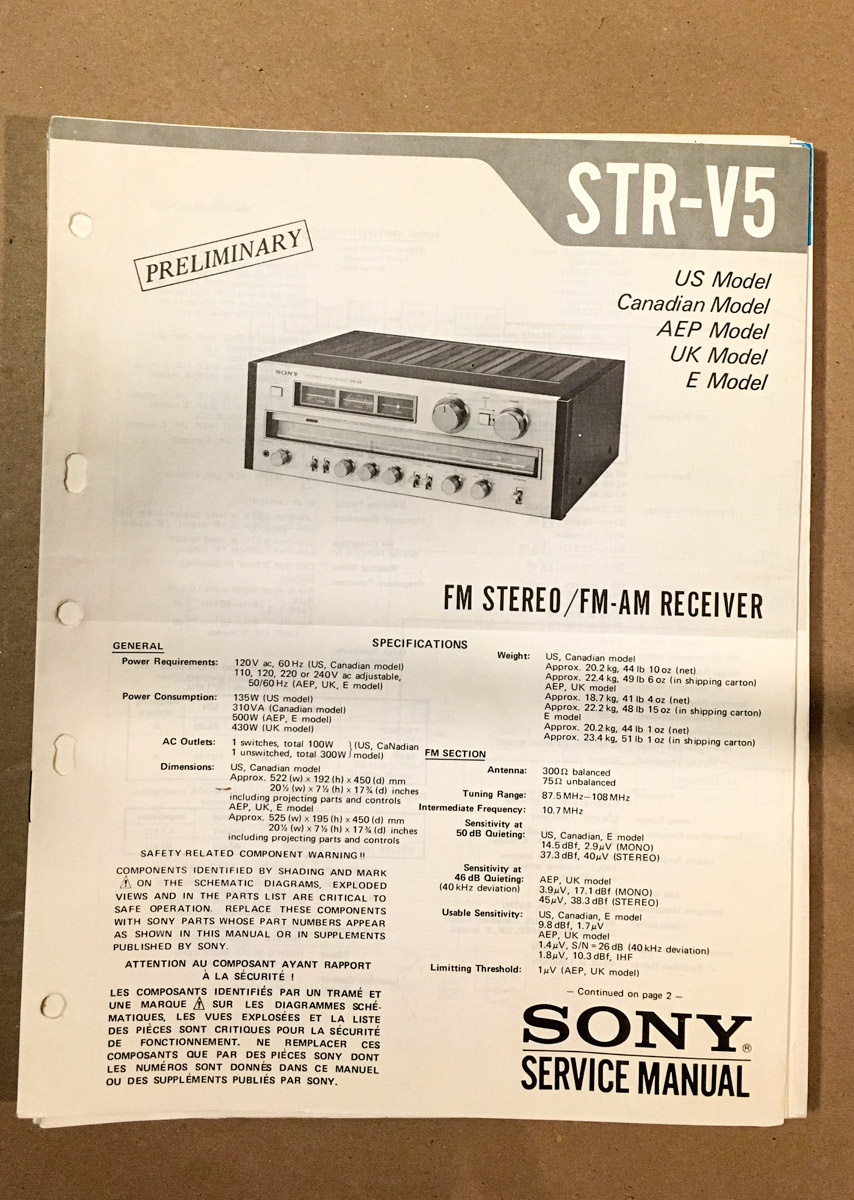 STR-V5
PRELIMINARY
US Model
Canadian Model
AEP Model
UK Model
E Model
SONY
FM STEREO/FM-AM RECEIVER
SPECIFICATIONS
GENERAL
Power Requirements: 120V ac, 60 Hz (US, Canadian model)
110, 120, 220 or 240V ac adjustable,
50/60 Hz (AEP, UK, E model)
Power Consumption: 135W (US model)
310VA (Canadian model)
500W (AEP, E model)
430W (UK model)
AC Outlets: 1 switches, total 100W
1 unswitched, total 300W
} (US, CaNadian
model)
Dimensions: US, Canadian model
Approx. 522 (w) x 192 (h) x 450 (d) mm
20½ (w) x 7½ (h) x 17¾ (d) inches
including projecting parts and controls
AEP, UK, E model
Approx. 525 (w) x 195 (h) x 450 (d) mm
20½ (w) x 7½ (h) x 17¾ (d) inches
including projecting parts and controls
SAFETY-RELATED COMPONENT WARNING!!
COMPONENTS IDENTIFIED BY SHADING AND MARK
⚠ ON THE SCHEMATIC DIAGRAMS, EXPLODED
VIEWS AND IN THE PARTS LIST ARE CRITICAL TO
SAFE OPERATION. REPLACE THESE COMPONENTS
WITH SONY PARTS WHOSE PART NUMBERS APPEAR
AS SHOWN IN THIS MANUAL OR IN SUPPLEMENTS
PUBLISHED BY SONY.
ATTENTION AU COMPOSANT AYANT RAPPORT
À LA SÉCURITÉ !
LES COMPOSANTS IDENTIFIÉS PAR UN TRAMÉ ET
UNE MARQUE ⚠ SUR LES DIAGRAMMES SCHÉ-
MATIQUES, LES VUES EXPLOSÉES ET LA LISTE
DES PIÈCES SONT CRITIQUES POUR LA SÉCURITÉ
DE FONCTIONNEMENT. NE REMPLACER CES
COMPOSANTS QUE PAR DES PIÈCES SONY DONT
LES NUMÉROS SONT DONNÉS DANS CE MANUEL
OU DES SUPPLÉMENTS PUBLIÉS PAR SONY.
Weight: US, Canadian model
Approx. 20.2 kg, 44 lb 10 oz (net)
Approx. 22.4 kg, 49 lb 6 oz (in shipping carton)
AEP, UK model
Approx. 18.7 kg, 41 lb 4 oz (net)
Approx. 22.2 kg, 48 lb 15 oz (in shipping carton)
E model
Approx. 20.2 kg, 44 lb 1 oz (net)
Approx. 23.4 kg, 51 lb 1 oz (in shipping carton)
FM SECTION
Antenna: 300Ω balanced
75Ω unbalanced
Tuning Range: 87.5 MHz–108 MHz
Intermediate Frequency: 10.7 MHz
Sensitivity at
50 dB Quieting: US, Canadian, E model
14.5 dBf, 2.9µV (MONO)
37.3 dBf, 40µV (STEREO)
Sensitivity at
46 dB Quieting: AEP, UK model
(40 kHz deviation) 3.9µV, 17.1 dBf (MONO)
45µV, 38.3 dBf (STEREO)
Usable Sensitivity: US, Canadian, E model
9.8 dBf, 1.7µV
AEP, UK model
1.4µV, S/N = 26 dB (40 kHz deviation)
1.8µV, 10.3 dBf, IHF
Limitting Threshold: 1µV (AEP, UK model)
– Continued on page 2 –
SONY®
SERVICE MANUAL